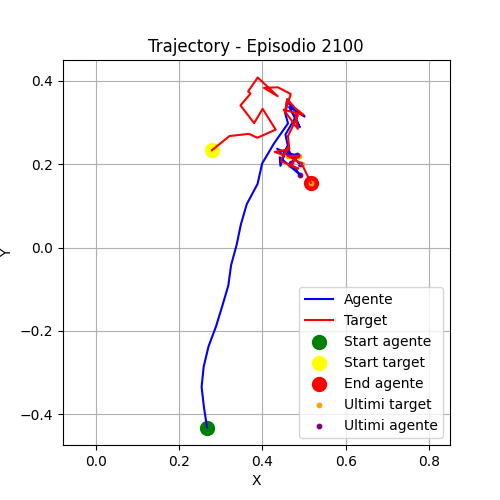 Trajectory - Episodio 2100
Y
0.4
0.2
0.0
−0.2
−0.4
0.0 0.2 0.4 0.6 0.8
X
Agente
Target
Start agente
Start target
End agente
Ultimi target
Ultimi agente